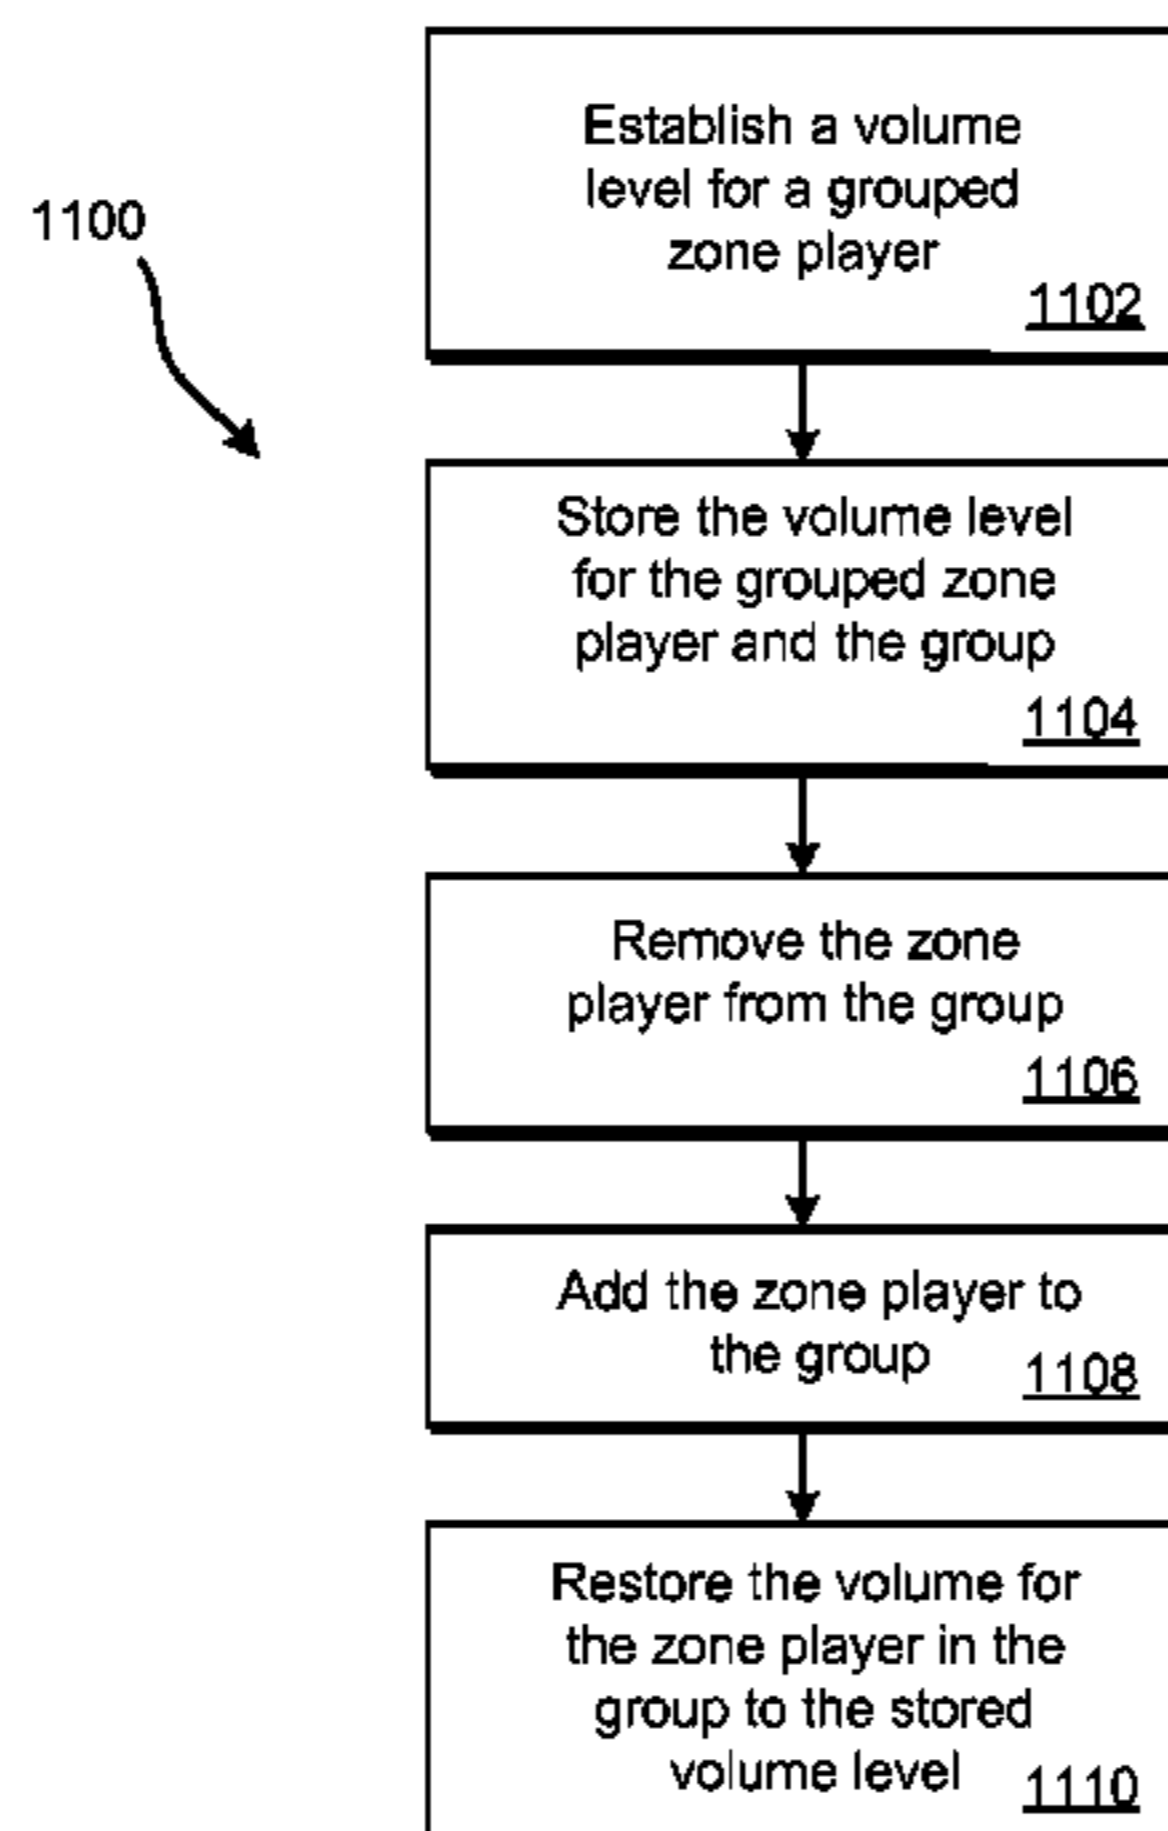 1100
Establish a volume
level for a grouped
zone player
1102
Store the volume level
for the grouped zone
player and the group
1104
Remove the zone
player from the group
1106
Add the zone player to
the group
1108
Restore the volume for
the zone player in the
group to the stored
volume level
1110